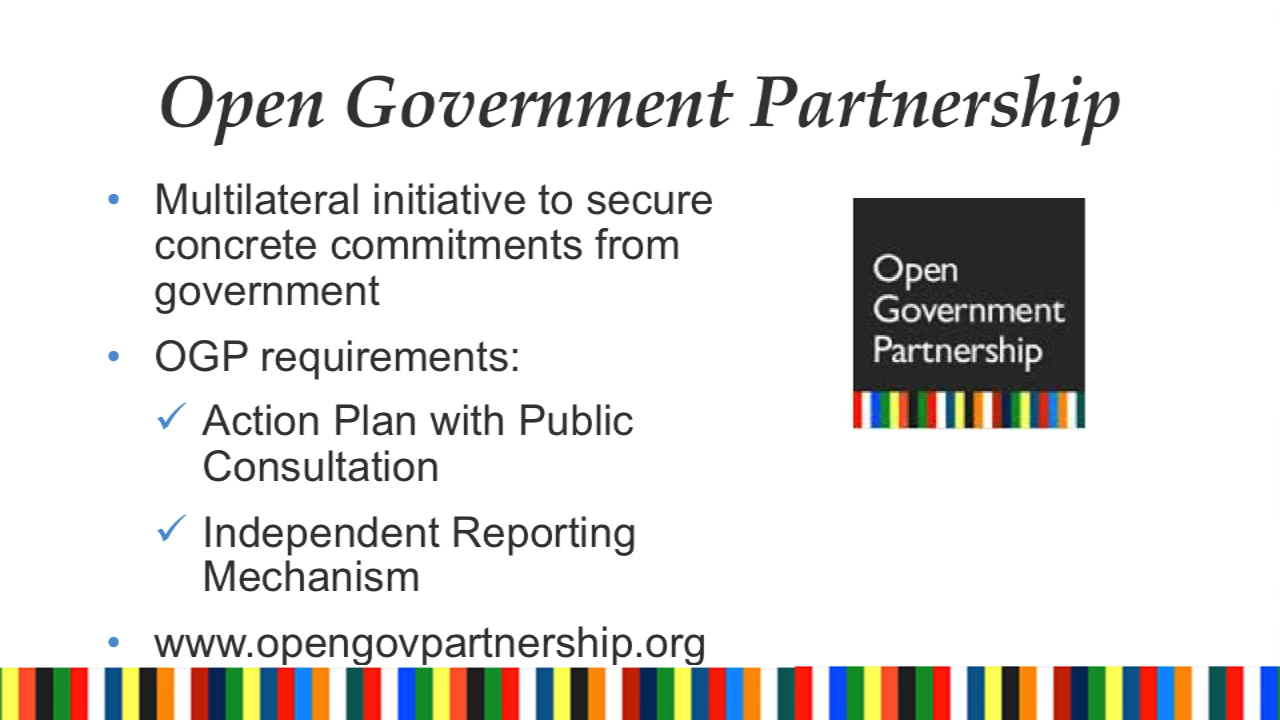 Open Government Partnership
• Multilateral initiative to secure
concrete commitments from
government
• OGP requirements:
✓ Action Plan with Public
Consultation
✓ Independent Reporting
Mechanism
• www.opengovpartnership.org
Open
Government
Partnership